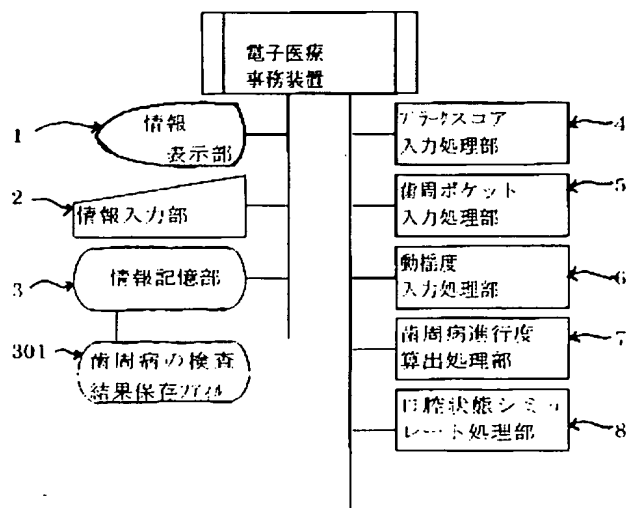 電子医療
事務装置
1
情報
表示部
2
情報入力部
3
情報記憶部
301
歯周病の検査
結果保存ファイル
プラークスコア
入力処理部
4
歯周ポケット
入力処理部
5
動揺度
入力処理部
6
歯周病進行度
算出処理部
7
口腔状態シミュ
レート処理部
8